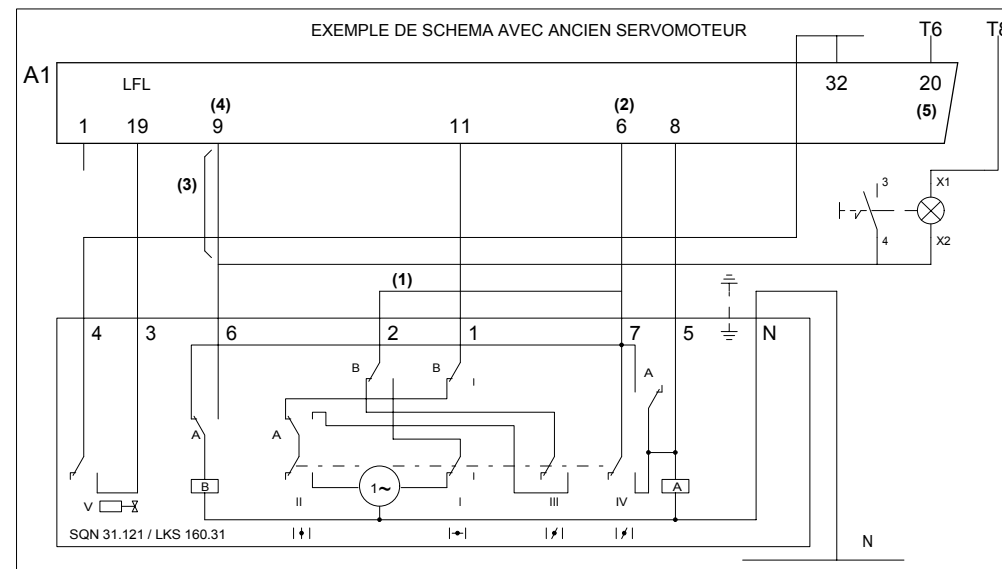 EXEMPLE DE SCHEMA AVEC ANCIEN SERVOMOTEUR
T6 T8
A1
LFL
32 20
(4) (2) (5)
1 19 9 11 6 8
(3)
3 X1
4 X2
(1)
4 3 6 2 1 7 5 N
B B I A
A A
B 1~ A
V II I III IV
SQN 31.121 / LKS 160.31
N